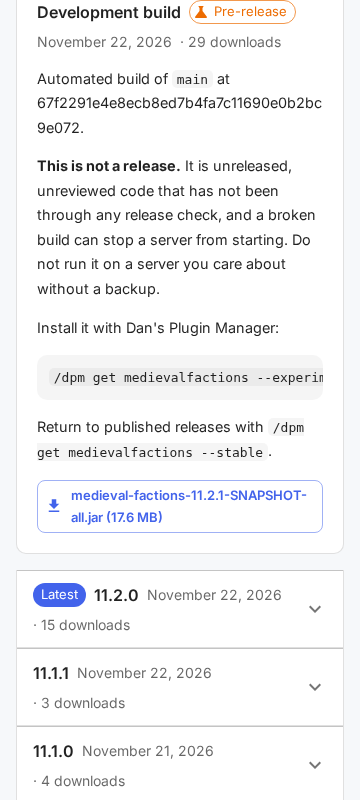 Development build Pre-release
November 22, 2026 · 29 downloads
Automated build of main at
67f2291e4e8ecb8ed7b4fa7c11690e0b2bc
9e072.
This is not a release. It is unreleased,
unreviewed code that has not been
through any release check, and a broken
build can stop a server from starting. Do
not run it on a server you care about
without a backup.
Install it with Dan's Plugin Manager:
/dpm get medievalfactions --experim
Return to published releases with /dpm
get medievalfactions --stable.
medieval-factions-11.2.1-SNAPSHOT-
all.jar (17.6 MB)
Latest 11.2.0 November 22, 2026
· 15 downloads
11.1.1 November 22, 2026
· 3 downloads
11.1.0 November 21, 2026
· 4 downloads